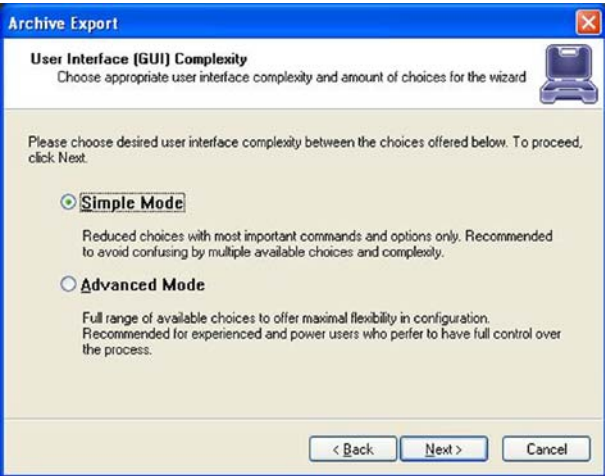 Archive Export
User Interface (GUI) Complexity
Choose appropriate user interface complexity and amount of choices for the wizard
Please choose desired user interface complexity between the choices offered below. To proceed,
click Next.
Simple Mode
Reduced choices with most important commands and options only. Recommended
to avoid confusing by multiple available choices and complexity.
Advanced Mode
Full range of available choices to offer maximal flexibility in configuration.
Recommended for experienced and power users who perfer to have full control over
the process.
< Back Next > Cancel